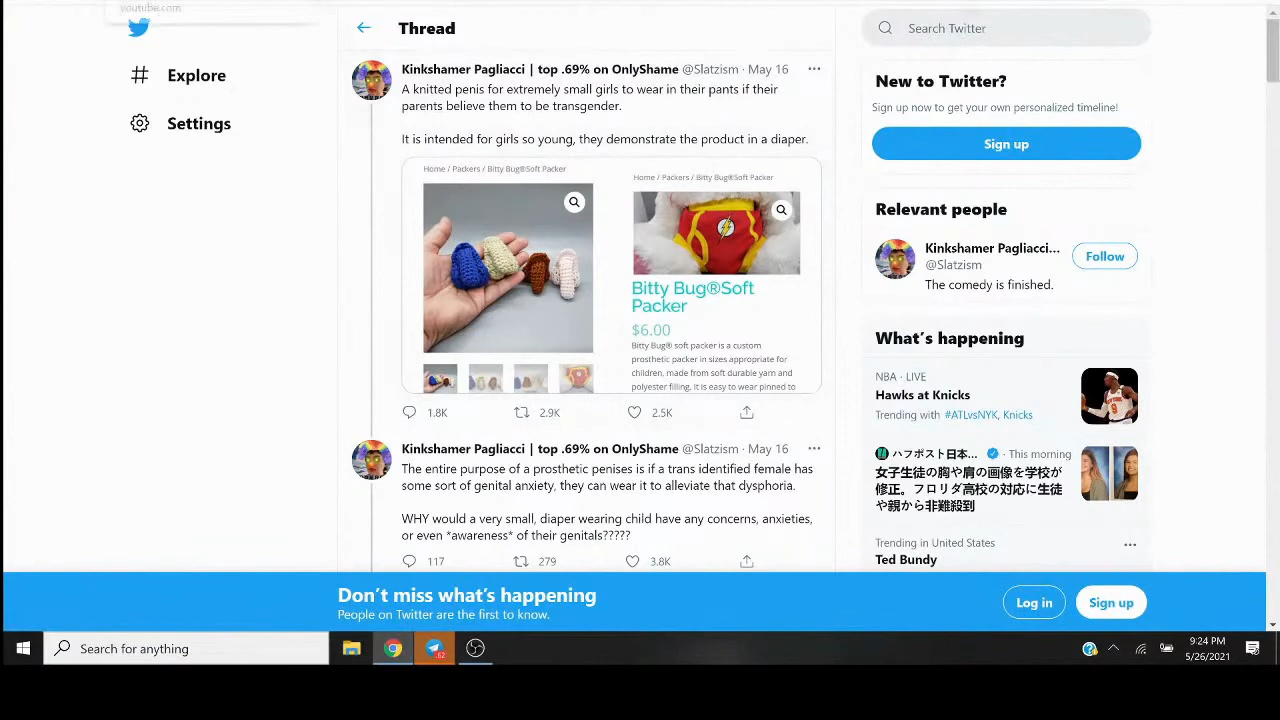 youtube.com
Explore
Settings
Thread
Kinkshamer Pagliacci | top .69% on OnlyShame @Slatzism · May 16
A knitted penis for extremely small girls to wear in their pants if their
parents believe them to be transgender.
It is intended for girls so young, they demonstrate the product in a diaper.
Home / Packers / Bitty Bug®Soft Packer
Home / Packers / Bitty Bug®Soft Packer
Bitty Bug®Soft
Packer
$6.00
Bitty Bug® soft packer is a custom
prosthetic packer in sizes appropriate for
children, made from soft durable yarn and
polyester filling. It is easy to wear pinned to
1.8K 2.9K 2.5K
Kinkshamer Pagliacci | top .69% on OnlyShame @Slatzism · May 16
The entire purpose of a prosthetic penises is if a trans identified female has
some sort of genital anxiety, they can wear it to alleviate that dysphoria.
WHY would a very small, diaper wearing child have any concerns, anxieties,
or even *awareness* of their genitals?????
117 279 3.8K
Search Twitter
New to Twitter?
Sign up now to get your personalized timeline!
Sign up
Relevant people
Kinkshamer Pagliacci...
@Slatzism
Follow
The comedy is finished.
What's happening
NBA · LIVE
Hawks at Knicks
Trending with #ATLvsNYK, Knicks
ハフポスト日本... · This morning
女子生徒の胸や肩の画像を学校が
修正。フロリダ高校の対応に生徒
や親から非難殺到
Trending in United States
Ted Bundy
Don't miss what's happening
People on Twitter are the first to know.
Log in
Sign up
Search for anything
9:24 PM
5/26/2021